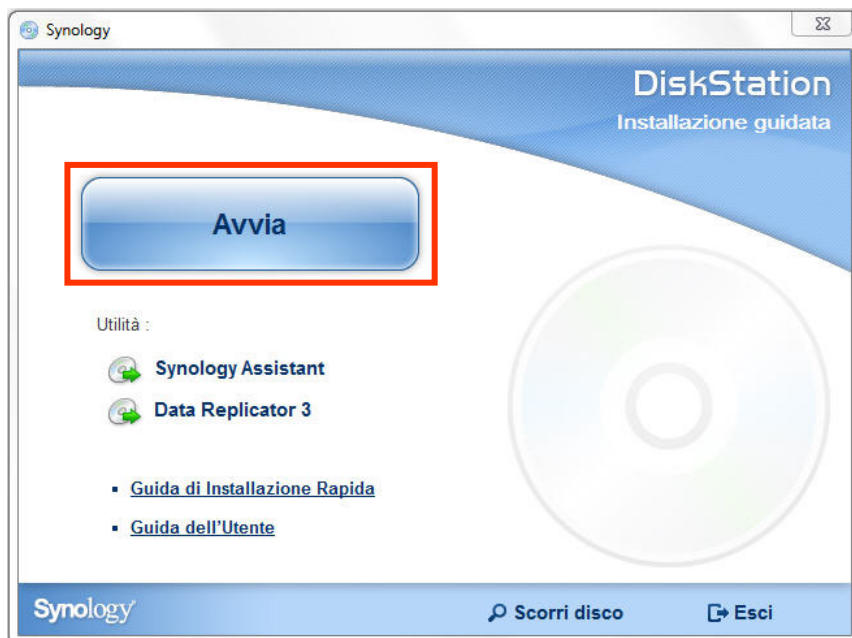 Synology
DiskStation
Installazione guidata
Avvia
Utilità :
Synology Assistant
Data Replicator 3
Guida di Installazione Rapida
Guida dell'Utente
Synology
Scorri disco
Esci